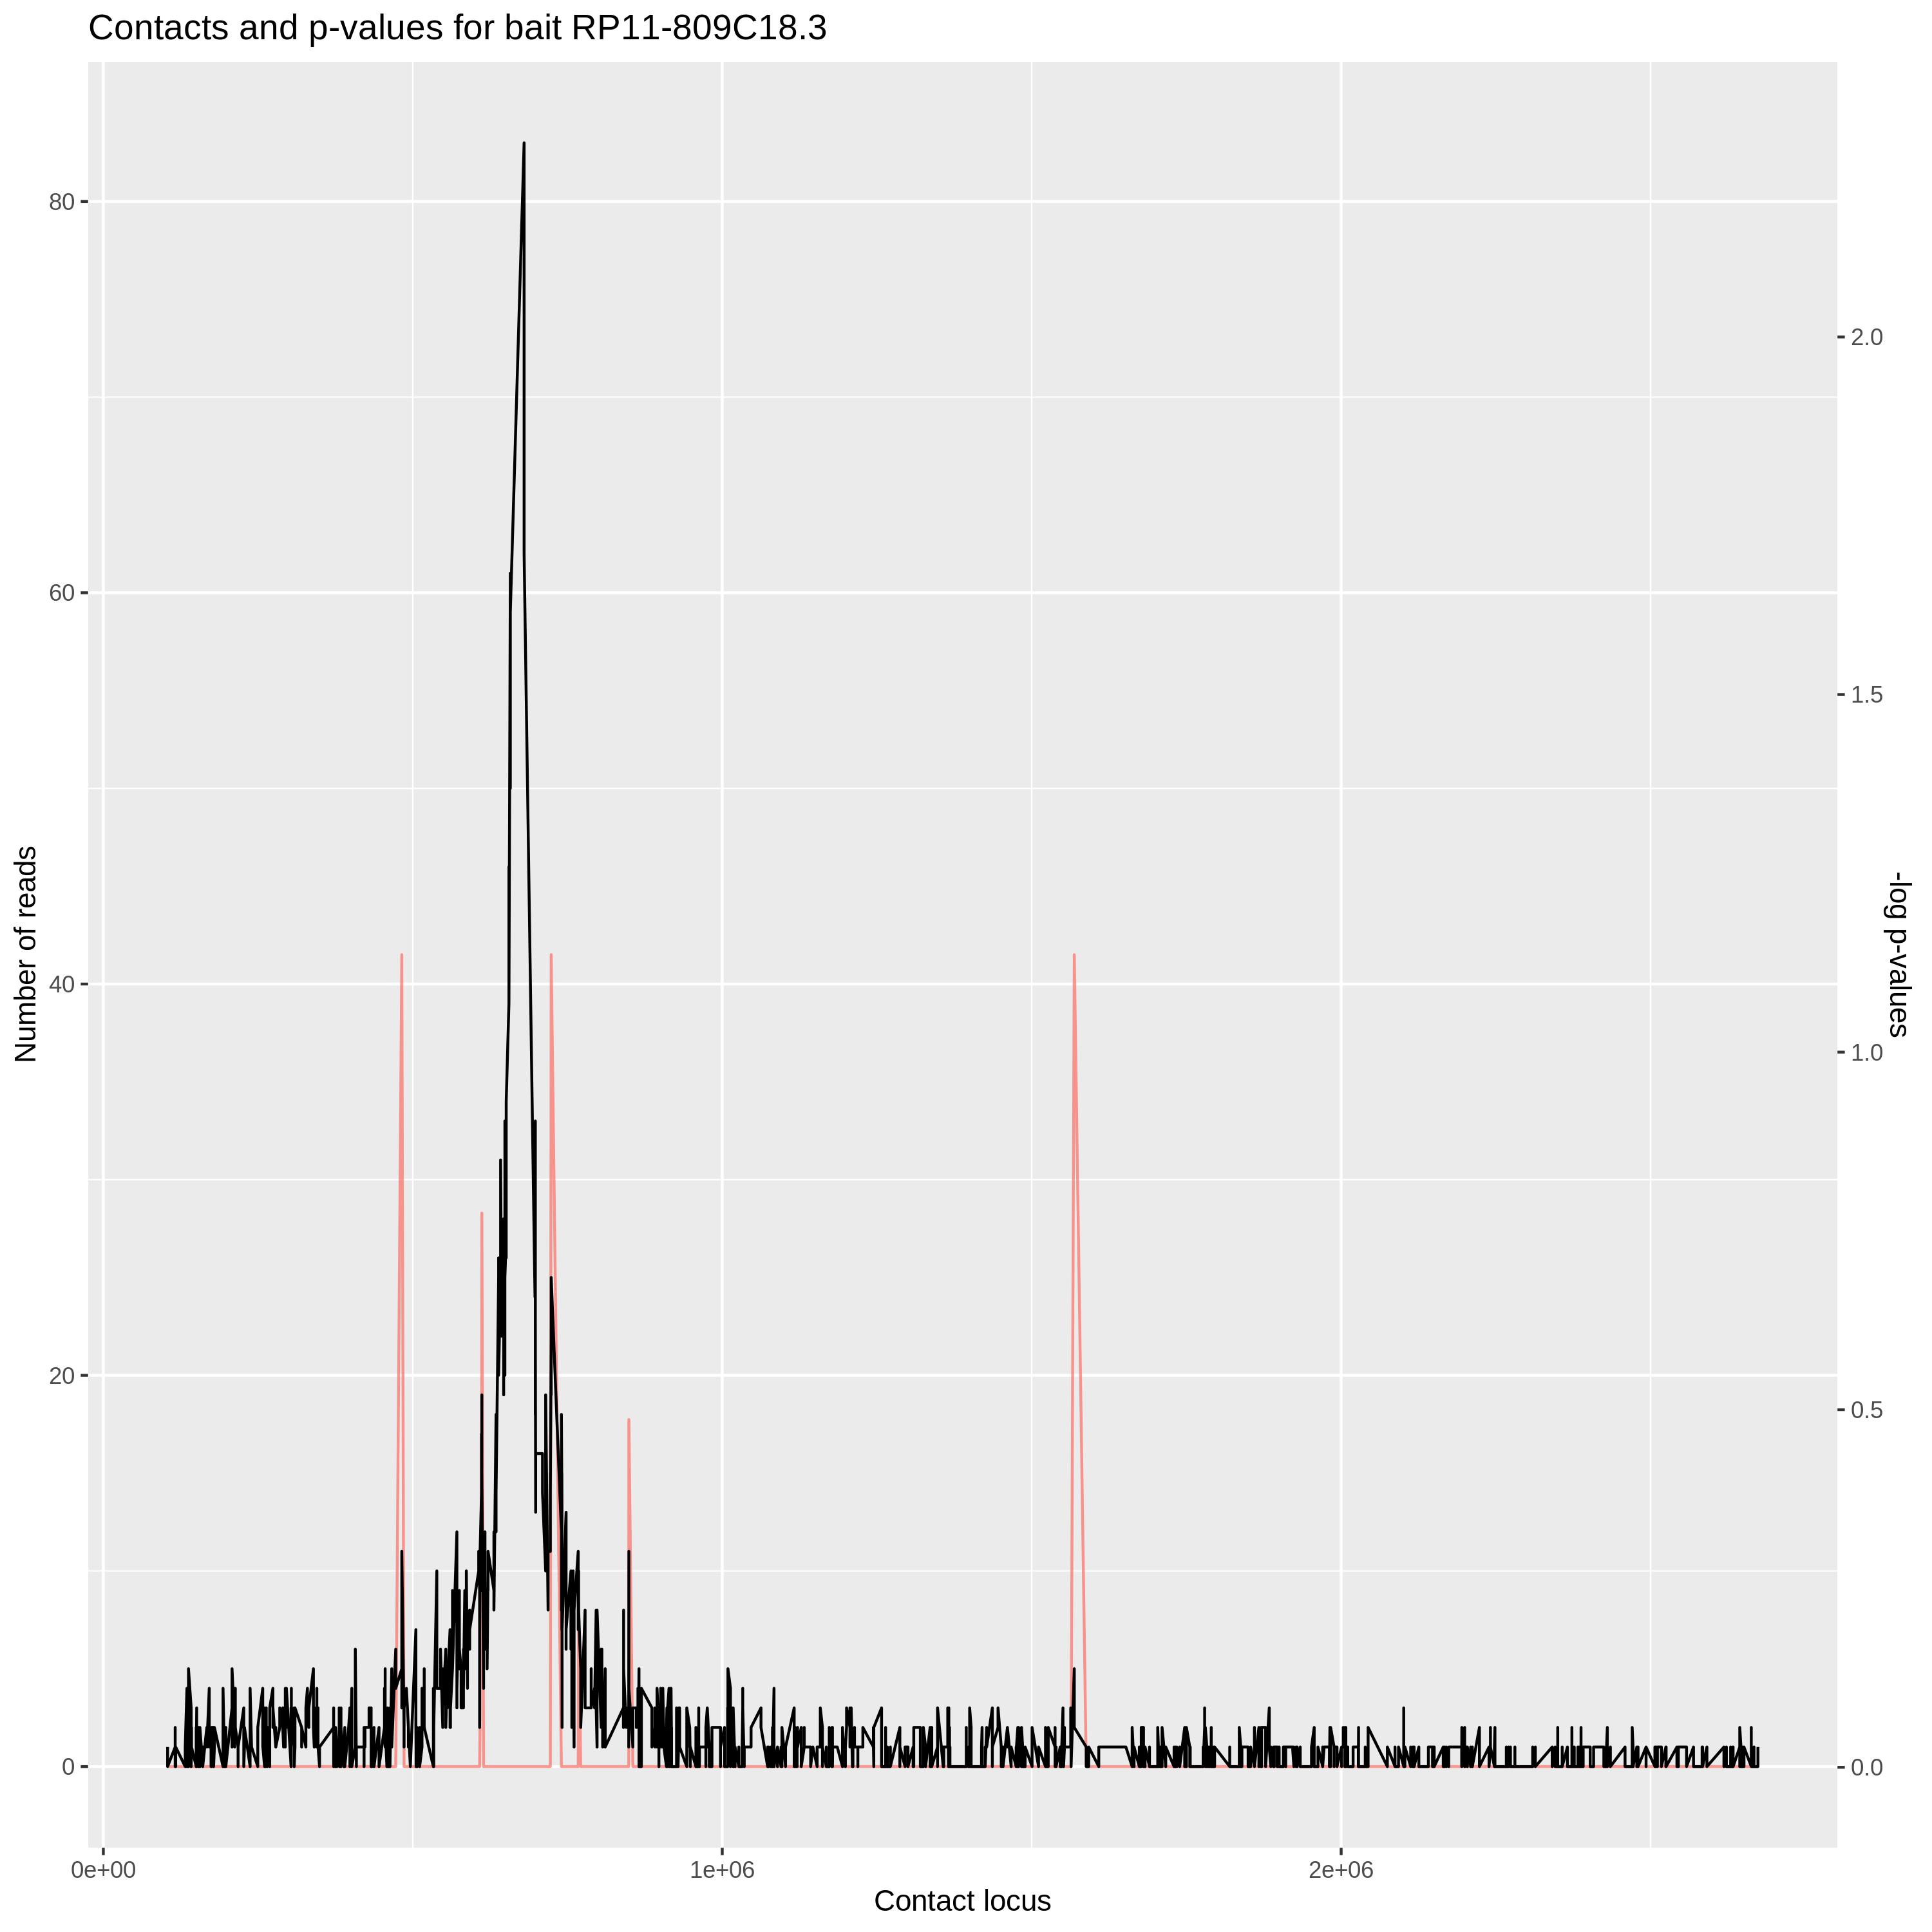 Contacts and p-values for bait RP11-809C18.3
Number of reads
80
60
40
20
0
2.0
1.5
1.0
0.5
0.0
-log p-values
0e+00
1e+06
2e+06
Contact locus